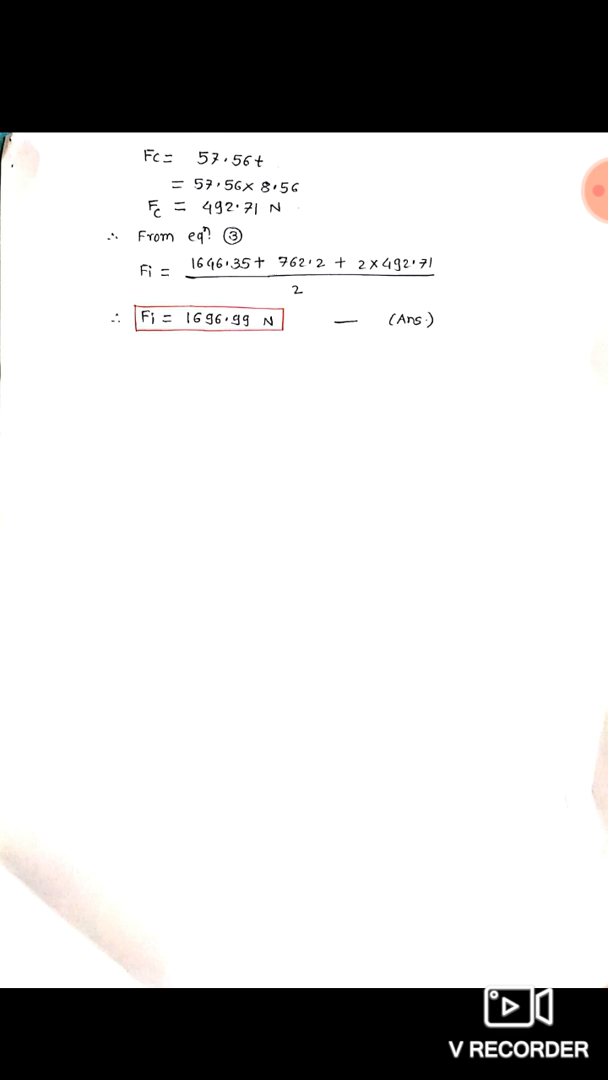 Fc = 57.56t
= 57.56 × 8.56
Fc = 492.71 N
∴ From eqn ③
Fi = 1646.35 + 762.2 + 2×492.71
2
∴ Fi = 1696.99 N — (Ans.)
V RECORDER